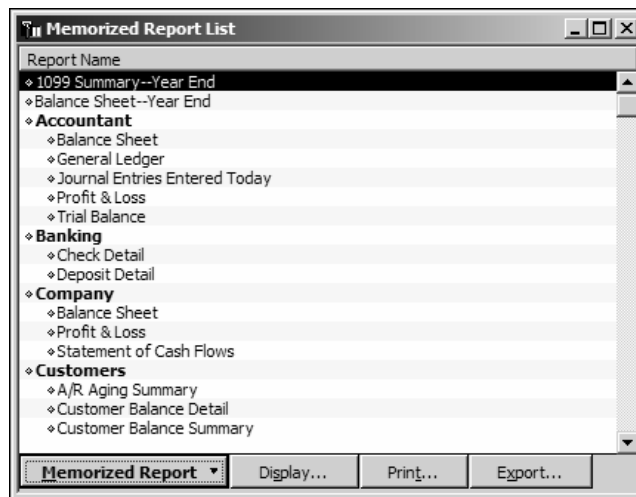 Memorized Report List
Report Name
1099 Summary--Year End
Balance Sheet--Year End
Accountant
Balance Sheet
General Ledger
Journal Entries Entered Today
Profit & Loss
Trial Balance
Banking
Check Detail
Deposit Detail
Company
Balance Sheet
Profit & Loss
Statement of Cash Flows
Customers
A/R Aging Summary
Customer Balance Detail
Customer Balance Summary
Memorized Report Display... Print... Export...